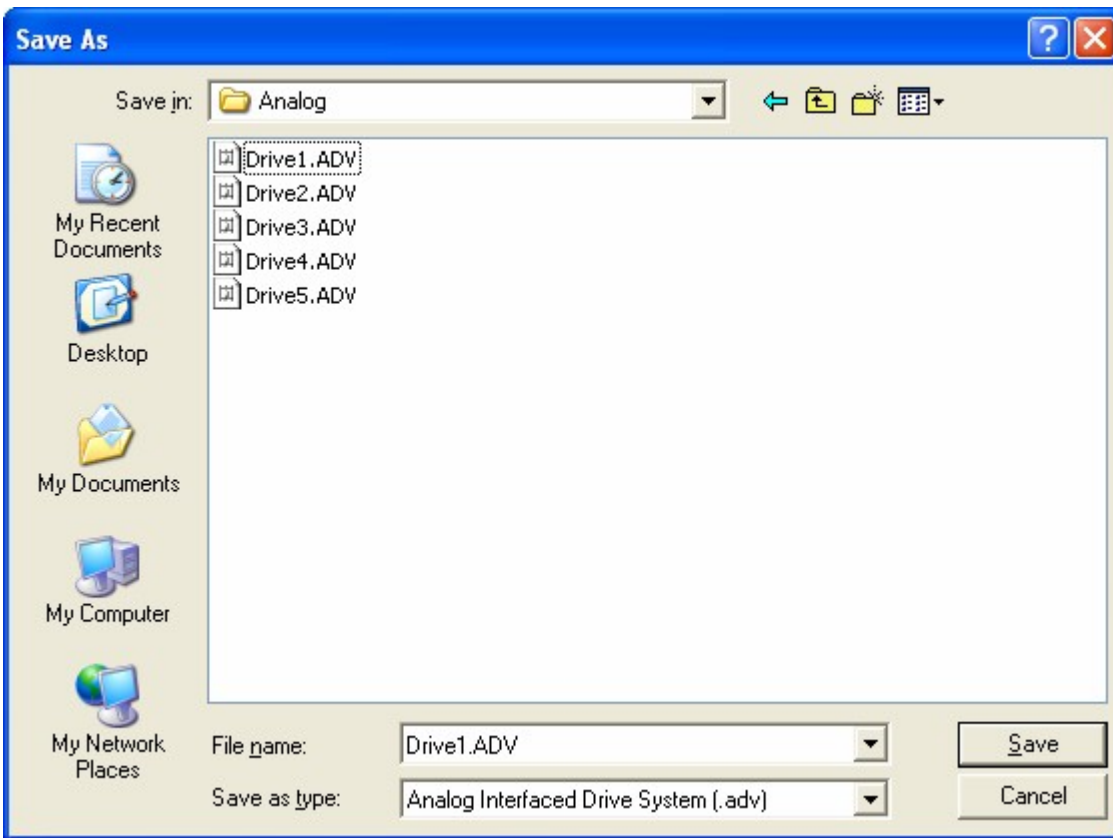 Save As
Save in: Analog
Drive1.ADV
Drive2.ADV
Drive3.ADV
Drive4.ADV
Drive5.ADV
My Recent
Documents
Desktop
My Documents
My Computer
My Network
Places
File name: Drive1.ADV Save
Save as type: Analog Interfaced Drive System (.adv) Cancel